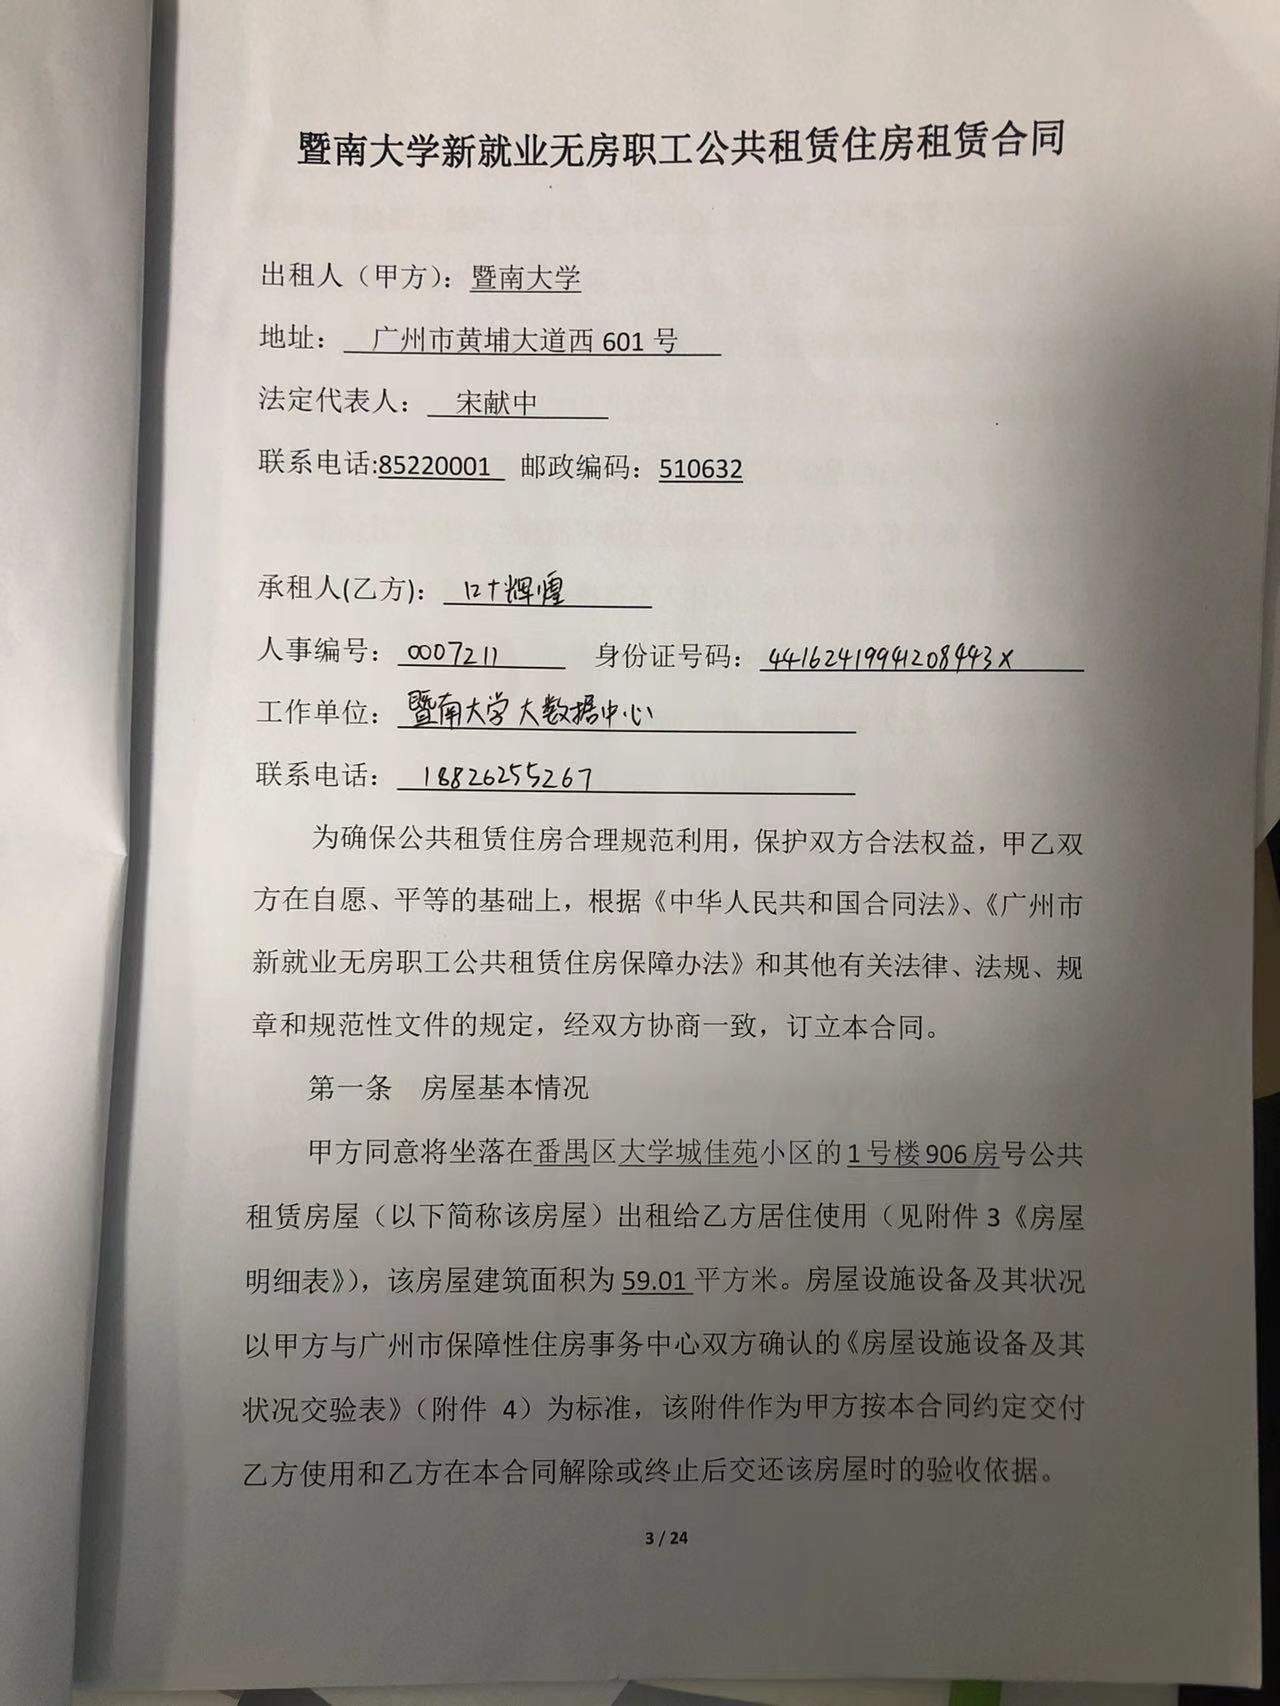 暨南大学新就业无房职工公共租赁住房租赁合同
出租人（甲方）：暨南大学
地址：广州市黄埔大道西 601 号
法定代表人：宋献中
联系电话:85220001 邮政编码：510632
承租人(乙方)：叶辉煌
人事编号：0007211 身份证号码：44162419941208443X
工作单位：暨南大学大数据中心
联系电话：18826255267
为确保公共租赁住房合理规范利用，保护双方合法权益，甲乙双
方在自愿、平等的基础上，根据《中华人民共和国合同法》、《广州市
新就业无房职工公共租赁住房保障办法》和其他有关法律、法规、规
章和规范性文件的规定，经双方协商一致，订立本合同。
第一条 房屋基本情况
甲方同意将坐落在番禺区大学城佳苑小区的 1 号楼 906 房号公共
租赁房屋（以下简称该房屋）出租给乙方居住使用（见附件 3《房屋
明细表》），该房屋建筑面积为 59.01 平方米。房屋设施设备及其状况
以甲方与广州市保障性住房事务中心双方确认的《房屋设施设备及其
状况交验表》（附件 4）为标准，该附件作为甲方按本合同约定交付
乙方使用和乙方在本合同解除或终止后交还该房屋时的验收依据。
3 / 24